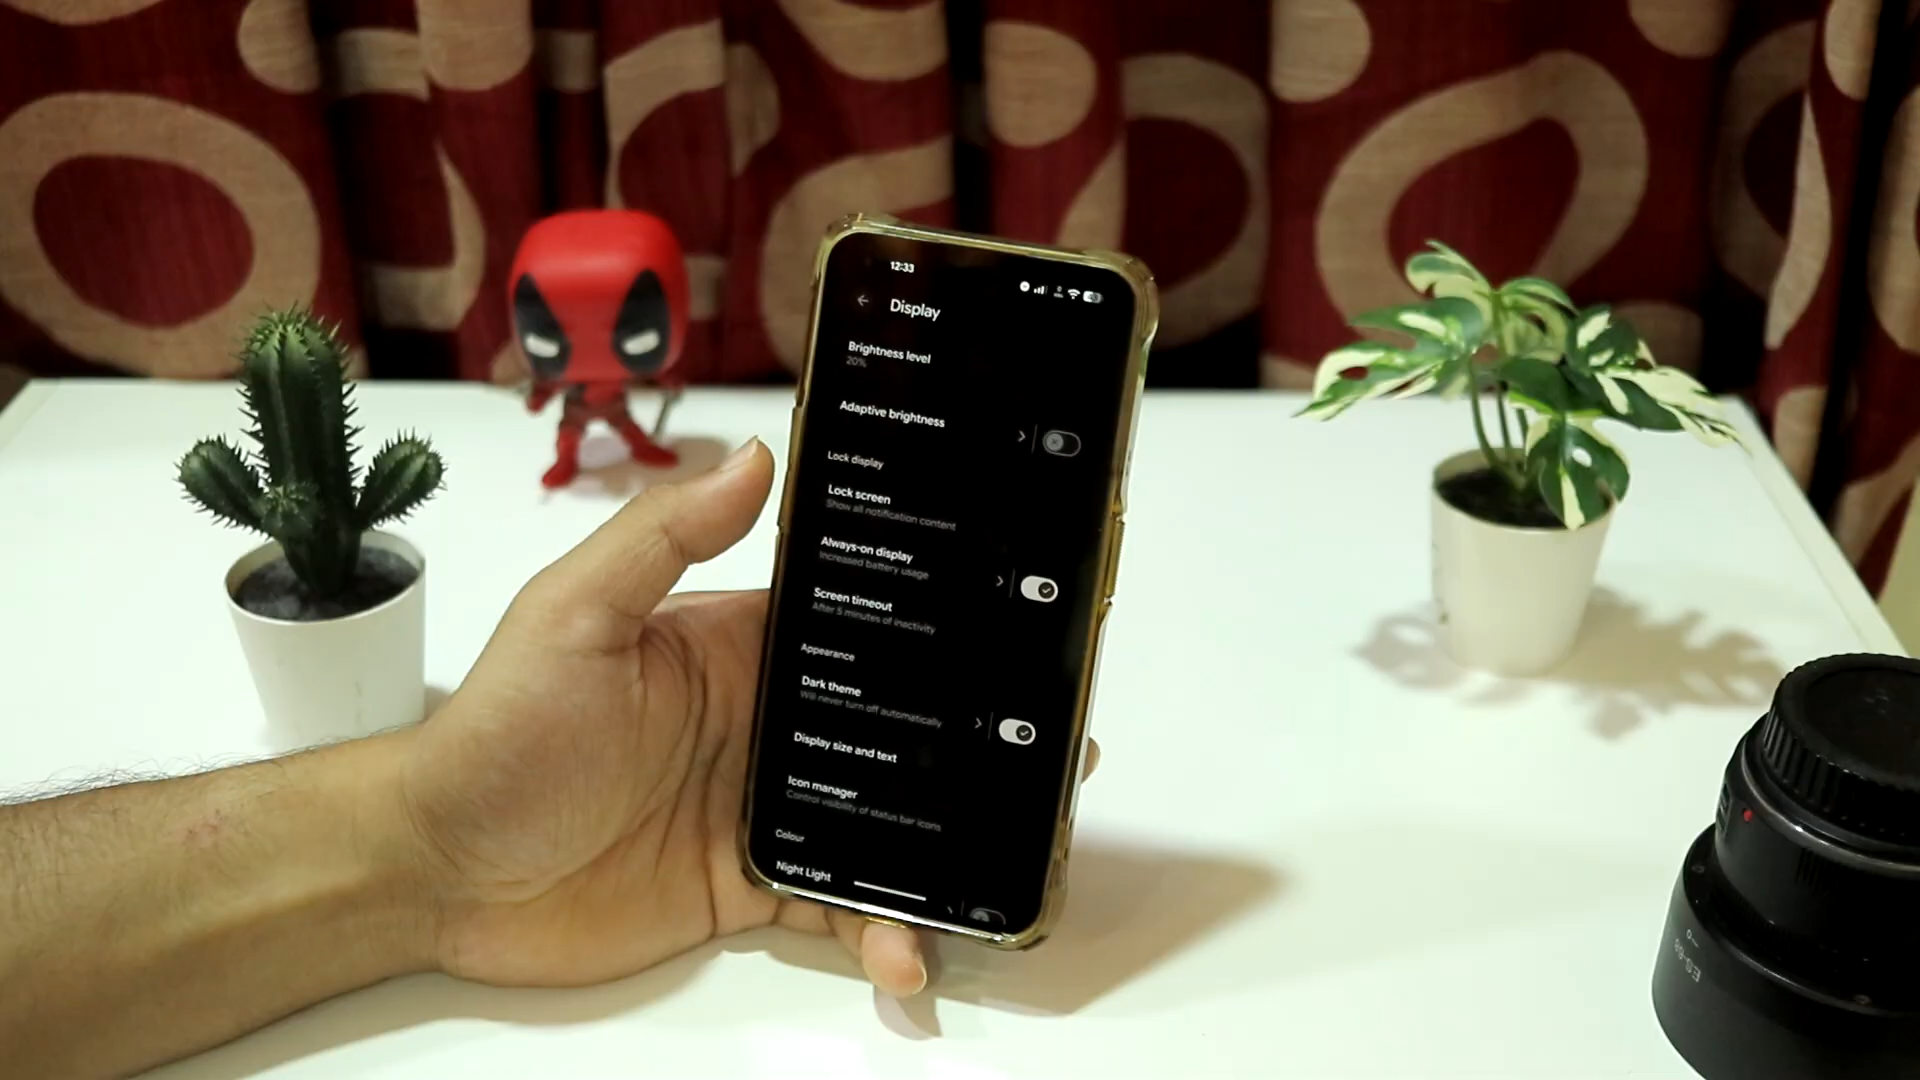 12:33
Display
Brightness level
20%
Adaptive brightness
Lock display
Lock screen
Show all notification content
Always-on display
Increased battery usage
Screen timeout
After 5 minutes of inactivity
Appearance
Dark theme
Will never turn off automatically
Display size and text
Icon manager
Control visibility of status bar icons
Colour
Night Light
ES-68